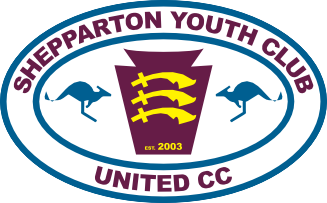 SHEPPARTON YOUTH CLUB
EST. 2003
UNITED CC